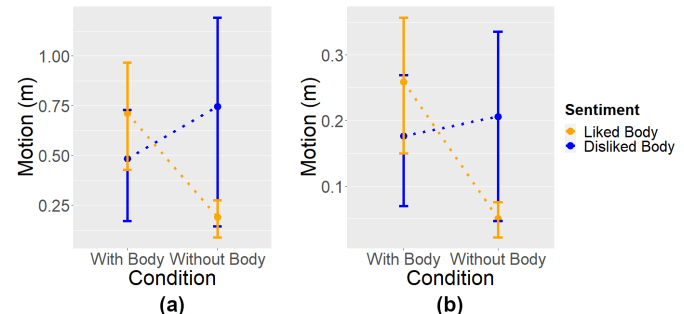 Motion (m)
1.00
0.75
0.50
0.25
With Body Without Body
Condition
(a)
Motion (m)
0.3
0.2
0.1
With Body Without Body
Condition
(b)
Sentiment
Liked Body
Disliked Body